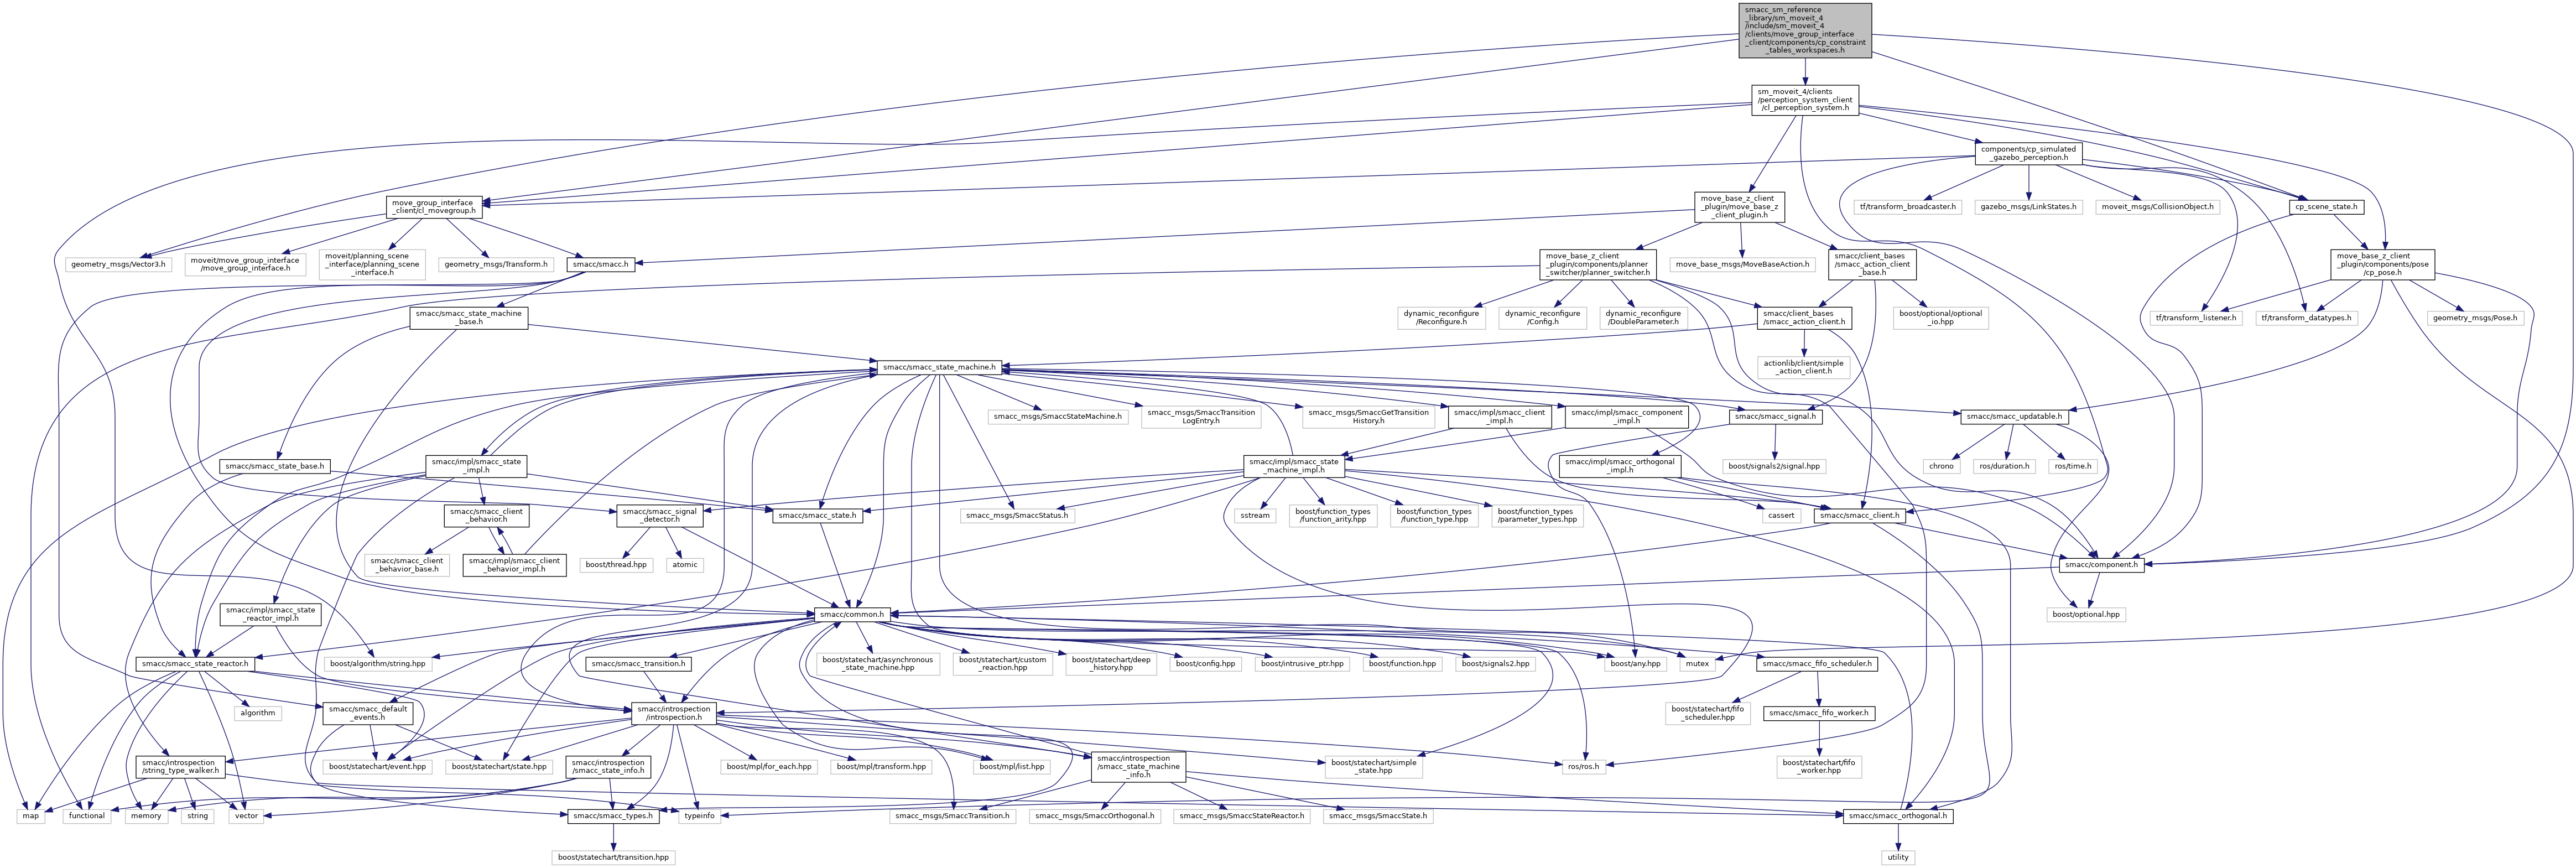 smacc_sm_reference
_library/sm_moveit_4
/include/sm_moveit_4
/clients/move_group_interface
_client/components/cp_constraint
_tables_workspaces.h
sm_moveit_4/clients
/perception_system_client
/cl_perception_system.h
components/cp_simulated
_gazebo_perception.h
move_group_interface
_client/cl_movegroup.h
move_base_z_client
_plugin/move_base_z
_client_plugin.h
tf/transform_broadcaster.h
gazebo_msgs/LinkStates.h
moveit_msgs/CollisionObject.h
cp_scene_state.h
geometry_msgs/Vector3.h
moveit/move_group_interface
/move_group_interface.h
moveit/planning_scene
_interface/planning_scene
_interface.h
geometry_msgs/Transform.h
smacc/smacc.h
move_base_z_client
_plugin/components/planner
_switcher/planner_switcher.h
move_base_msgs/MoveBaseAction.h
smacc/client_bases
/smacc_action_client
_base.h
move_base_z_client
_plugin/components/pose
/cp_pose.h
smacc/smacc_state_machine
_base.h
dynamic_reconfigure
/Reconfigure.h
dynamic_reconfigure
/Config.h
dynamic_reconfigure
/DoubleParameter.h
smacc/client_bases
/smacc_action_client.h
boost/optional/optional
_io.hpp
tf/transform_listener.h
tf/transform_datatypes.h
geometry_msgs/Pose.h
smacc/smacc_state_machine.h
actionlib/client/simple
_action_client.h
smacc_msgs/SmaccStateMachine.h
smacc_msgs/SmaccTransition
LogEntry.h
smacc_msgs/SmaccGetTransition
History.h
smacc/impl/smacc_client
_impl.h
smacc/impl/smacc_component
_impl.h
smacc/smacc_signal.h
smacc/smacc_updatable.h
smacc/smacc_state_base.h
smacc/impl/smacc_state
_impl.h
smacc/impl/smacc_state
_machine_impl.h
smacc/impl/smacc_orthogonal
_impl.h
boost/signals2/signal.hpp
chrono
ros/duration.h
ros/time.h
smacc/smacc_client
_behavior.h
smacc/smacc_signal
_detector.h
smacc/smacc_state.h
smacc_msgs/SmaccStatus.h
sstream
boost/function_types
/function_arity.hpp
boost/function_types
/function_type.hpp
boost/function_types
/parameter_types.hpp
cassert
smacc/smacc_client.h
smacc/smacc_client
_behavior_base.h
smacc/impl/smacc_client
_behavior_impl.h
boost/thread.hpp
atomic
smacc/component.h
smacc/impl/smacc_state
_reactor_impl.h
smacc/common.h
boost/optional.hpp
smacc/smacc_state_reactor.h
boost/algorithm/string.hpp
smacc/smacc_transition.h
boost/statechart/asynchronous
_state_machine.hpp
boost/statechart/custom
_reaction.hpp
boost/statechart/deep
_history.hpp
boost/config.hpp
boost/intrusive_ptr.hpp
boost/function.hpp
boost/signals2.hpp
boost/any.hpp
mutex
smacc/smacc_fifo_scheduler.h
algorithm
smacc/smacc_default
_events.h
smacc/introspection
/introspection.h
boost/statechart/fifo
_scheduler.hpp
smacc/smacc_fifo_worker.h
smacc/introspection
/string_type_walker.h
boost/statechart/event.hpp
boost/statechart/state.hpp
smacc/introspection
/smacc_state_info.h
boost/mpl/for_each.hpp
boost/mpl/transform.hpp
boost/mpl/list.hpp
smacc/introspection
/smacc_state_machine
_info.h
boost/statechart/simple
_state.hpp
ros/ros.h
boost/statechart/fifo
_worker.hpp
map
functional
memory
string
vector
smacc/smacc_types.h
typeinfo
smacc_msgs/SmaccTransition.h
smacc_msgs/SmaccOrthogonal.h
smacc_msgs/SmaccStateReactor.h
smacc_msgs/SmaccState.h
smacc/smacc_orthogonal.h
boost/statechart/transition.hpp
utility